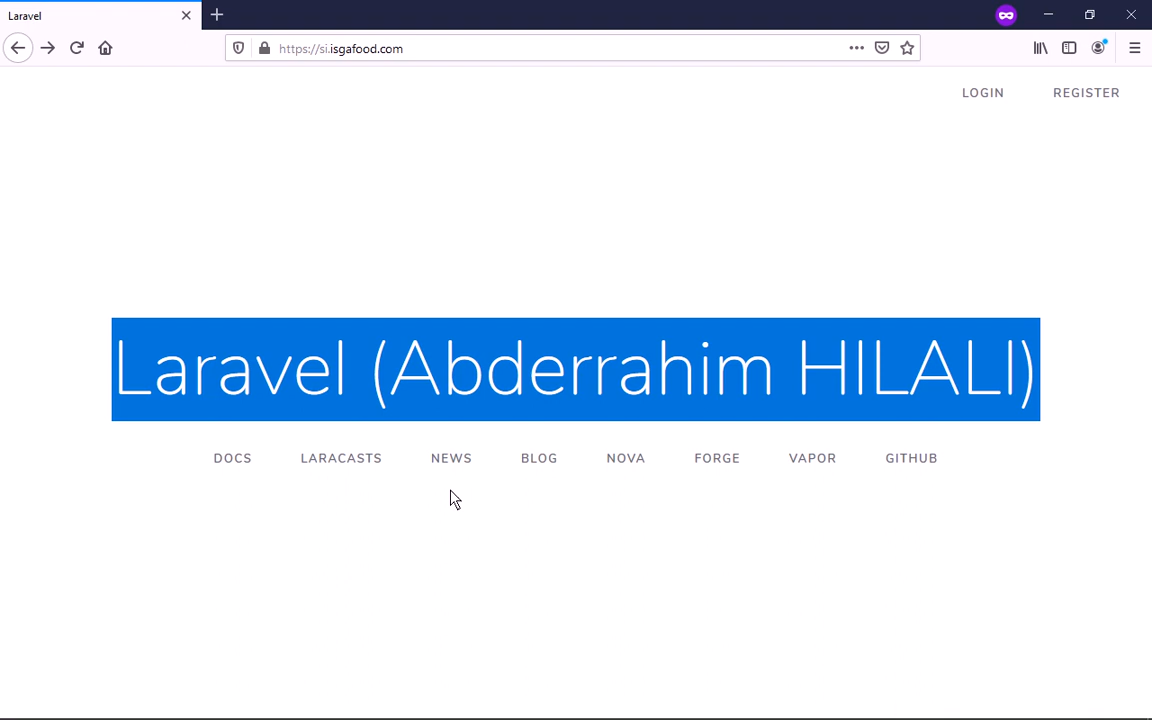 Laravel
https://si.isgafood.com
LOGIN REGISTER
Laravel (Abderrahim HILALI)
DOCS LARACASTS NEWS BLOG NOVA FORGE VAPOR GITHUB